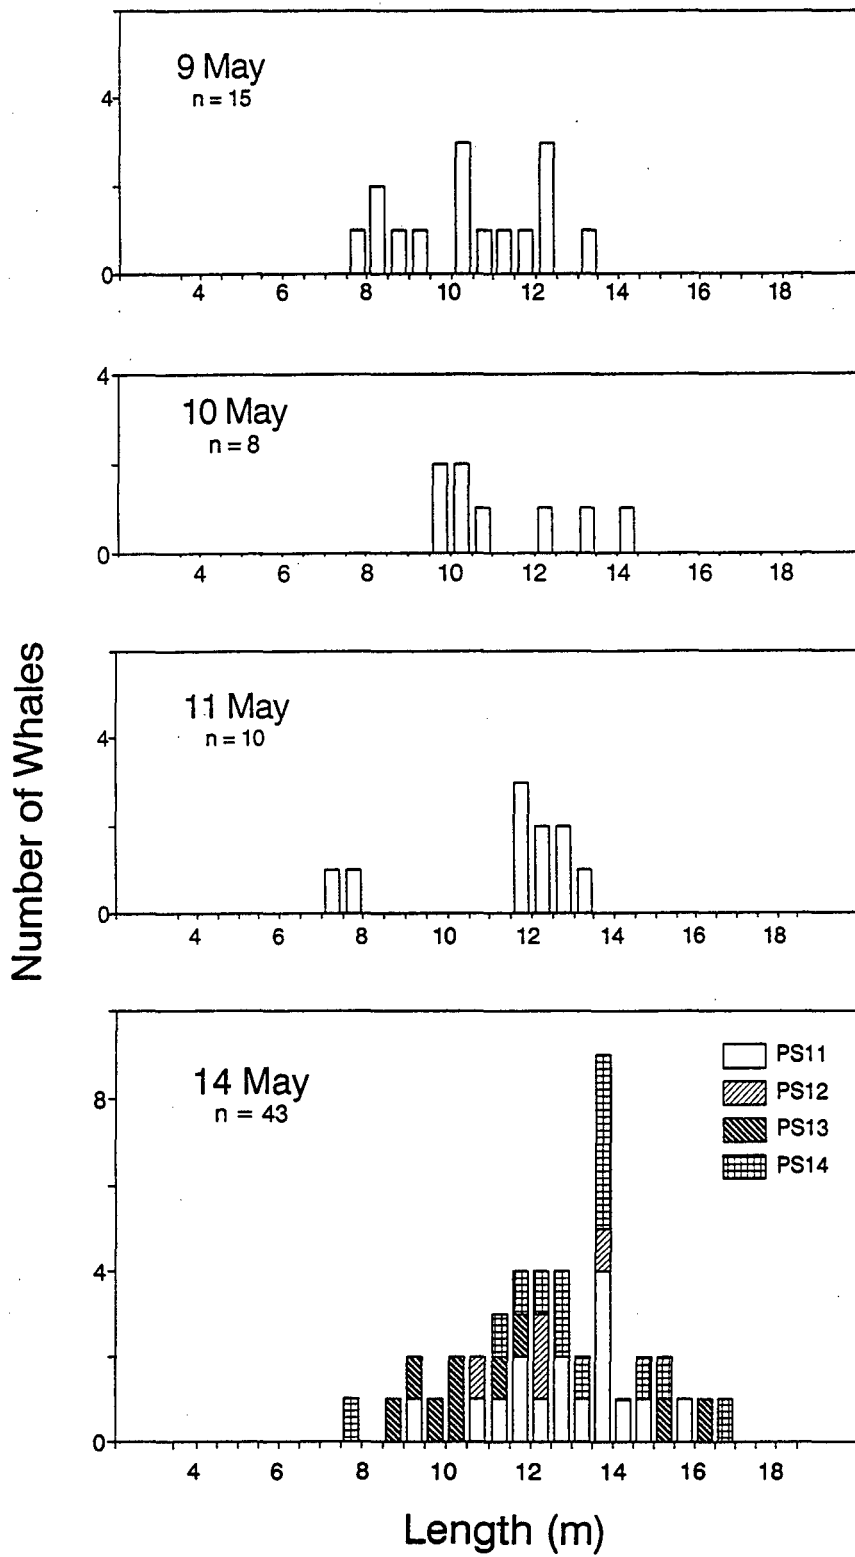 9 May
n = 15
4
0
4 6 8 10 12 14 16 18
4
10 May
n = 8
0
4 6 8 10 12 14 16 18
Number of Whales
11 May
n = 10
4
0
4 6 8 10 12 14 16 18
14 May
n = 43
PS11
PS12
PS13
PS14
8
4
0
4 6 8 10 12 14 16 18
Length (m)